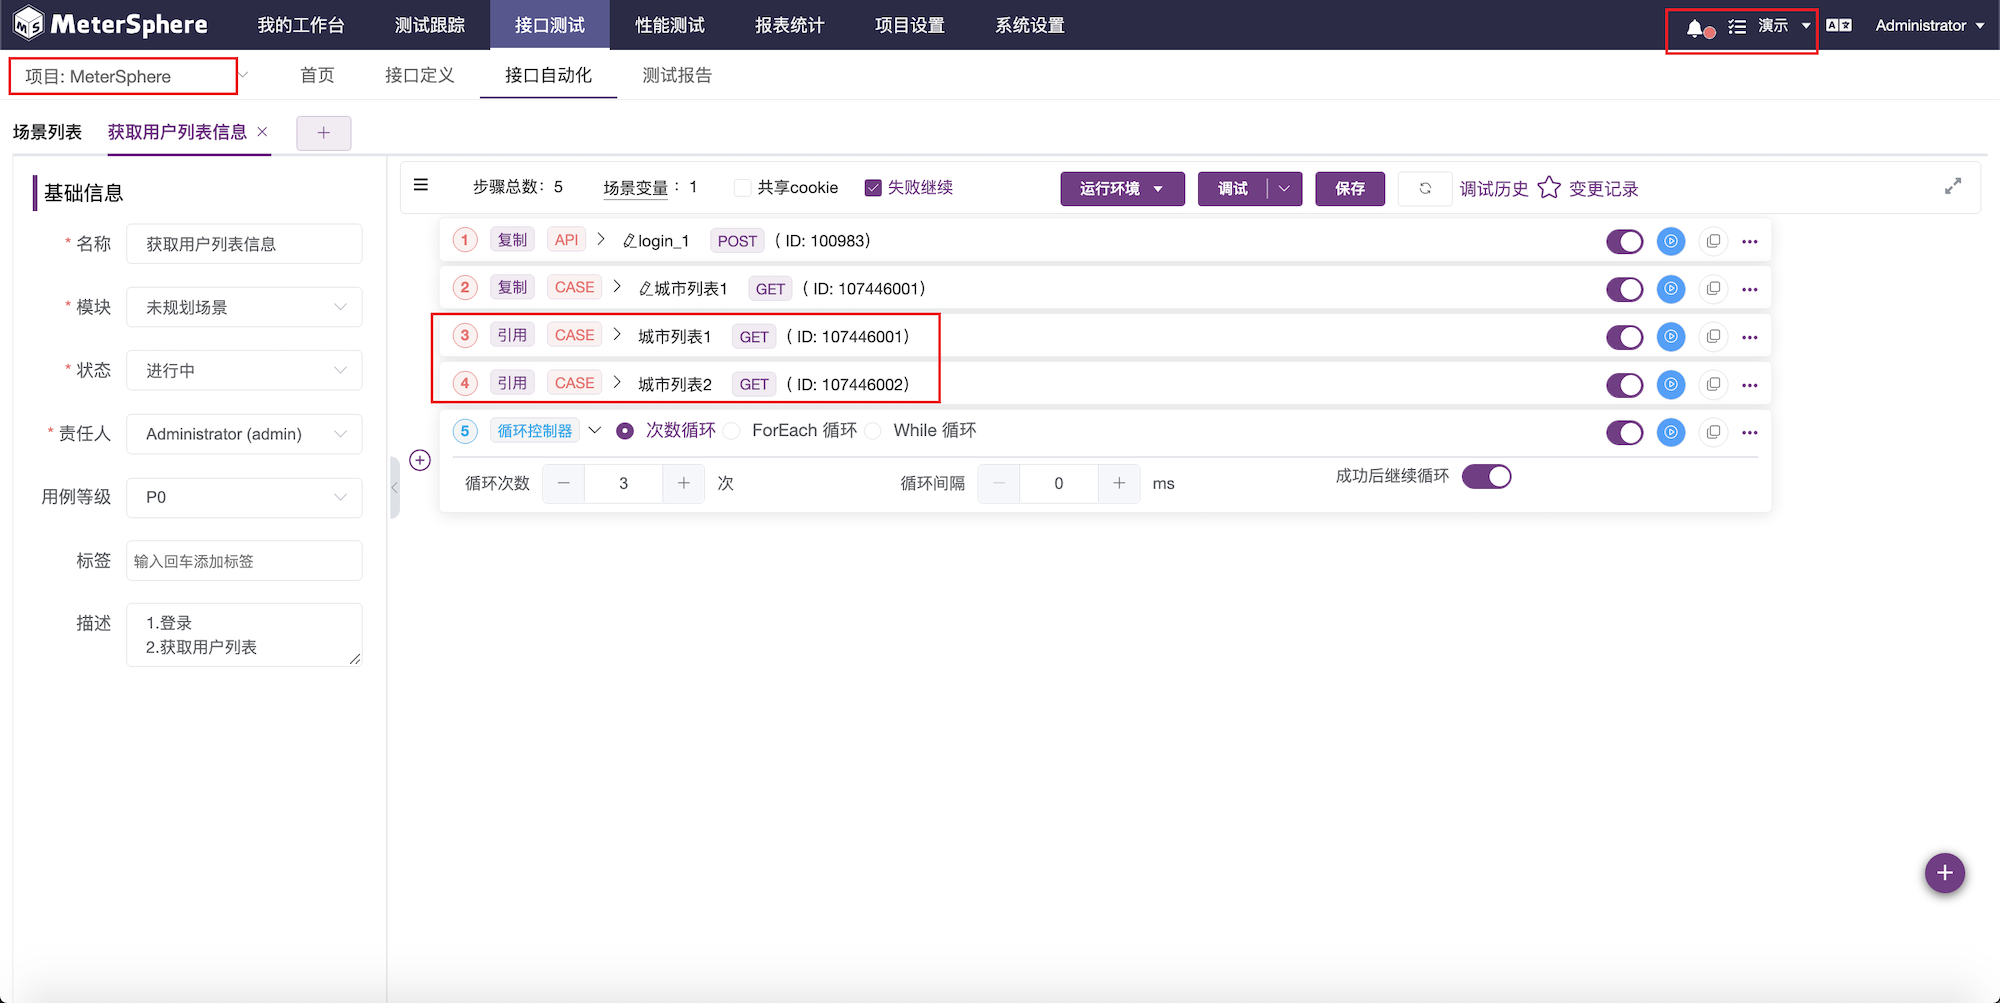 MeterSphere 我的工作台 测试跟踪 接口测试 性能测试 报表统计 项目设置 系统设置 演示 Administrator
项目: MeterSphere 首页 接口定义 接口自动化 测试报告
场景列表 获取用户列表信息
基础信息
* 名称 获取用户列表信息
* 模块 未规划场景
* 状态 进行中
* 责任人 Administrator (admin)
用例等级 P0
标签 输入回车添加标签
描述 1.登录
2.获取用户列表
步骤总数: 5 场景变量 : 1 共享cookie 失败继续 运行环境 调试 保存 调试历史 变更记录
1 复制 API login_1 POST ( ID: 100983)
2 复制 CASE 城市列表1 GET ( ID: 107446001)
3 引用 CASE 城市列表1 GET ( ID: 107446001)
4 引用 CASE 城市列表2 GET ( ID: 107446002)
5 循环控制器 次数循环 ForEach 循环 While 循环
循环次数 3 次 循环间隔 0 ms 成功后继续循环